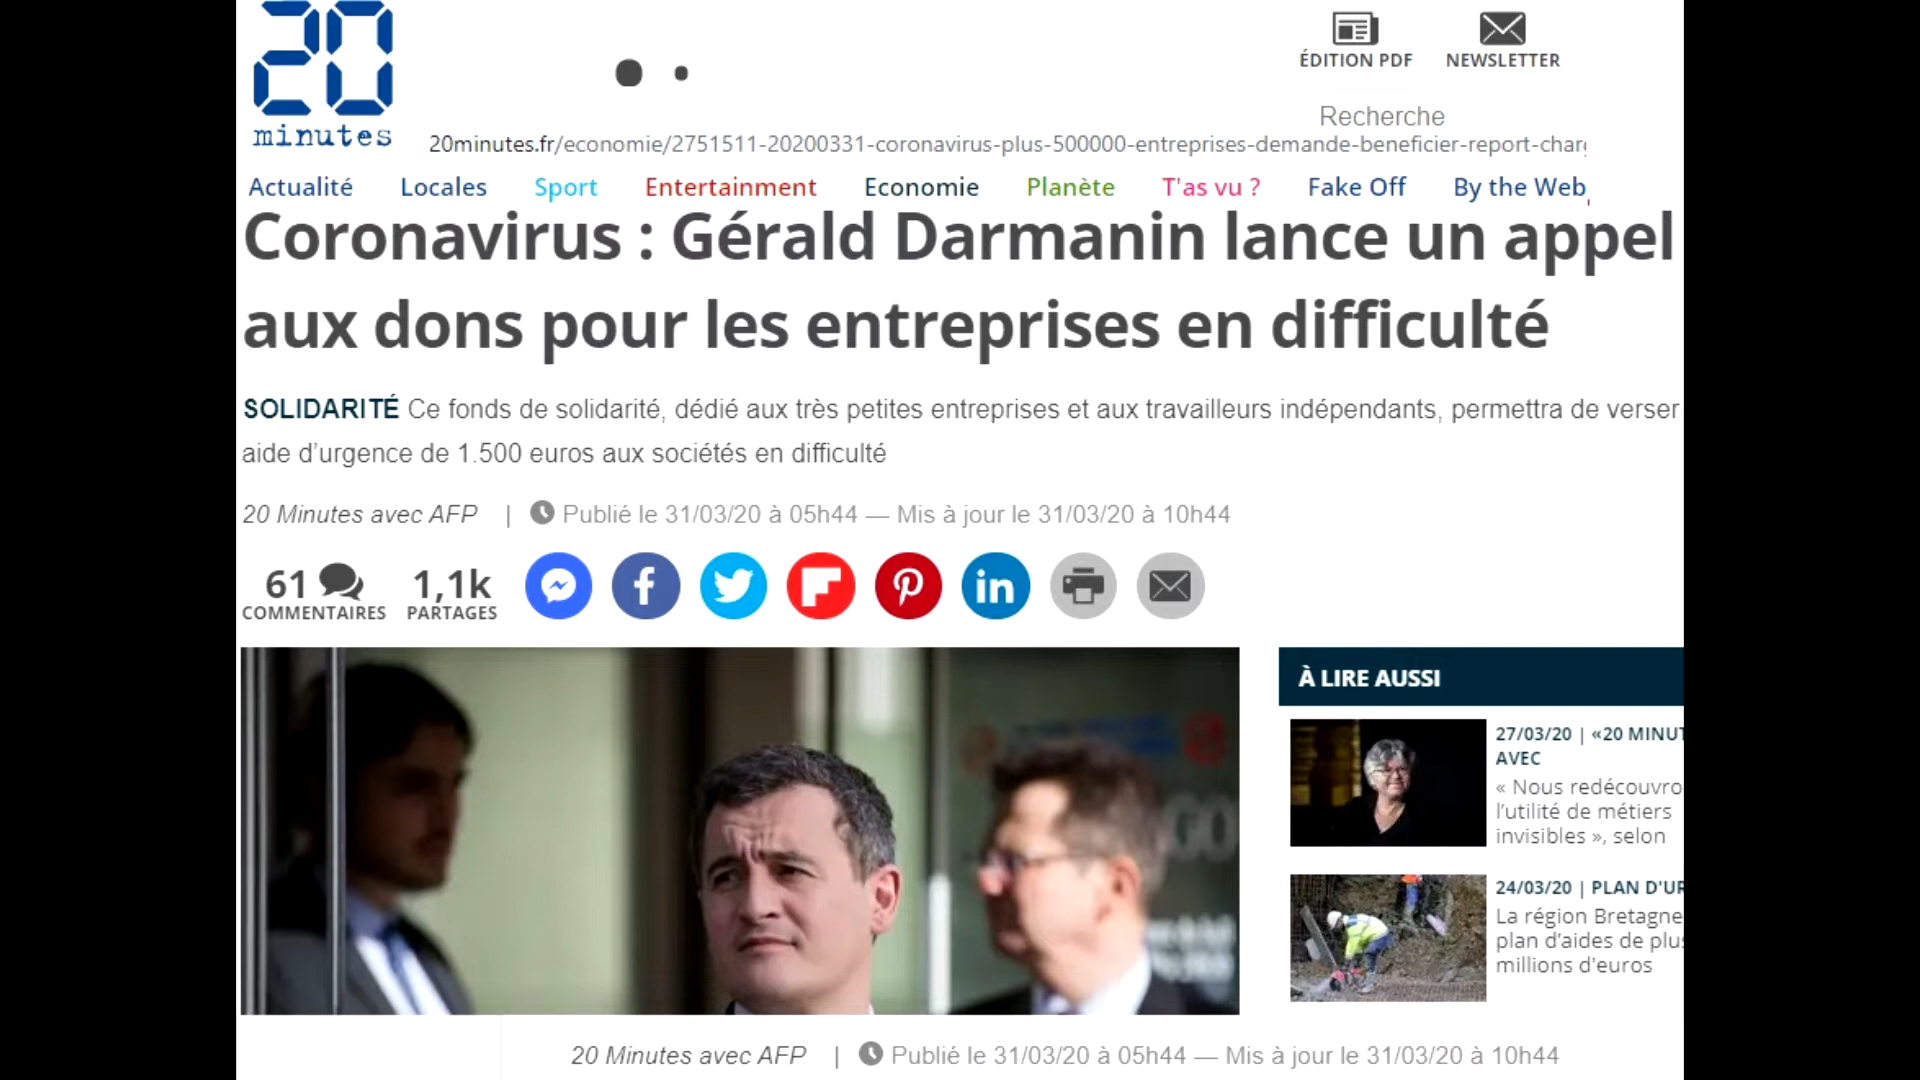 20
minutes
ÉDITION PDF
NEWSLETTER
Recherche
20minutes.fr/economie/2751511-20200331-coronavirus-plus-500000-entreprises-demande-beneficier-report-char
Actualité Locales Sport Entertainment Economie Planète T'as vu ? Fake Off By the Web
Coronavirus : Gérald Darmanin lance un appel
aux dons pour les entreprises en difficulté
SOLIDARITÉ Ce fonds de solidarité, dédié aux très petites entreprises et aux travailleurs indépendants, permettra de verser
aide d'urgence de 1.500 euros aux sociétés en difficulté
20 Minutes avec AFP | Publié le 31/03/20 à 05h44 — Mis à jour le 31/03/20 à 10h44
61 1,1k
COMMENTAIRES PARTAGES
À LIRE AUSSI
27/03/20 | «20 MINUT
AVEC
« Nous redécouvro
l'utilité de métiers
invisibles », selon
24/03/20 | PLAN D'UR
La région Bretagne
plan d'aides de plu
millions d'euros
20 Minutes avec AFP | Publié le 31/03/20 à 05h44 — Mis à jour le 31/03/20 à 10h44